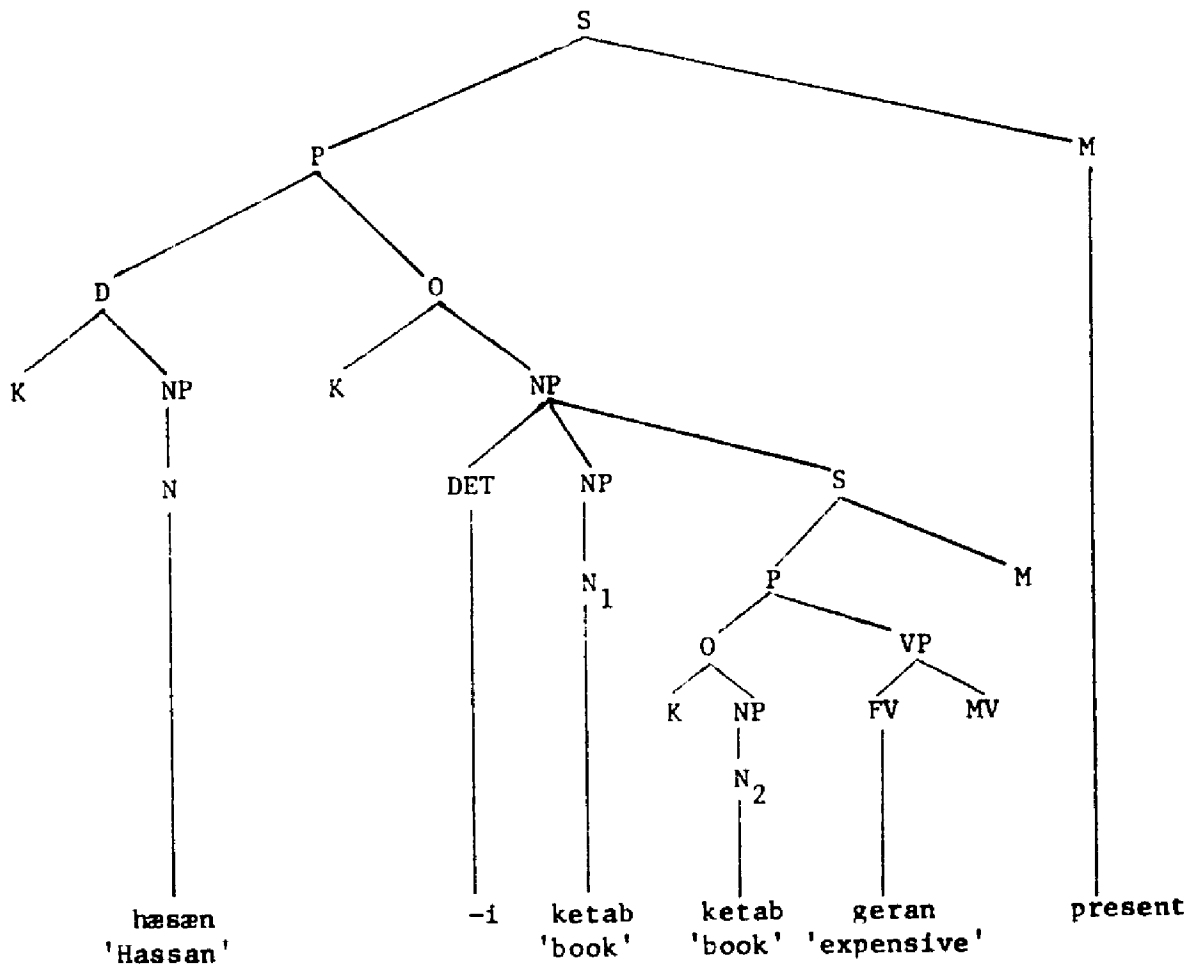 S
P M
D O
K NP K NP
N DET NP S
N₁ P M
O VP
K NP FV MV
N₂
hæsæn -i ketab ketab geran present
'Hassan' 'book' 'book' 'expensive'